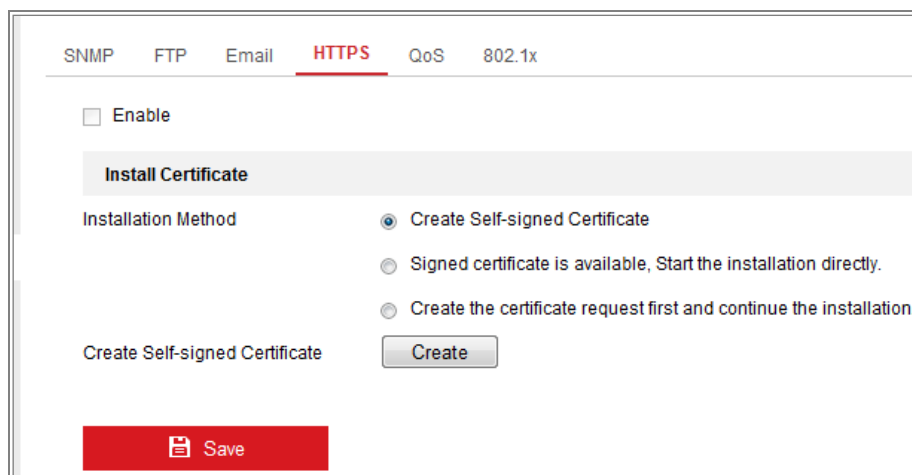 SNMP FTP Email HTTPS QoS 802.1x
Enable
Install Certificate
Installation Method
Create Self-signed Certificate
Signed certificate is available, Start the installation directly.
Create the certificate request first and continue the installation
Create Self-signed Certificate Create
Save